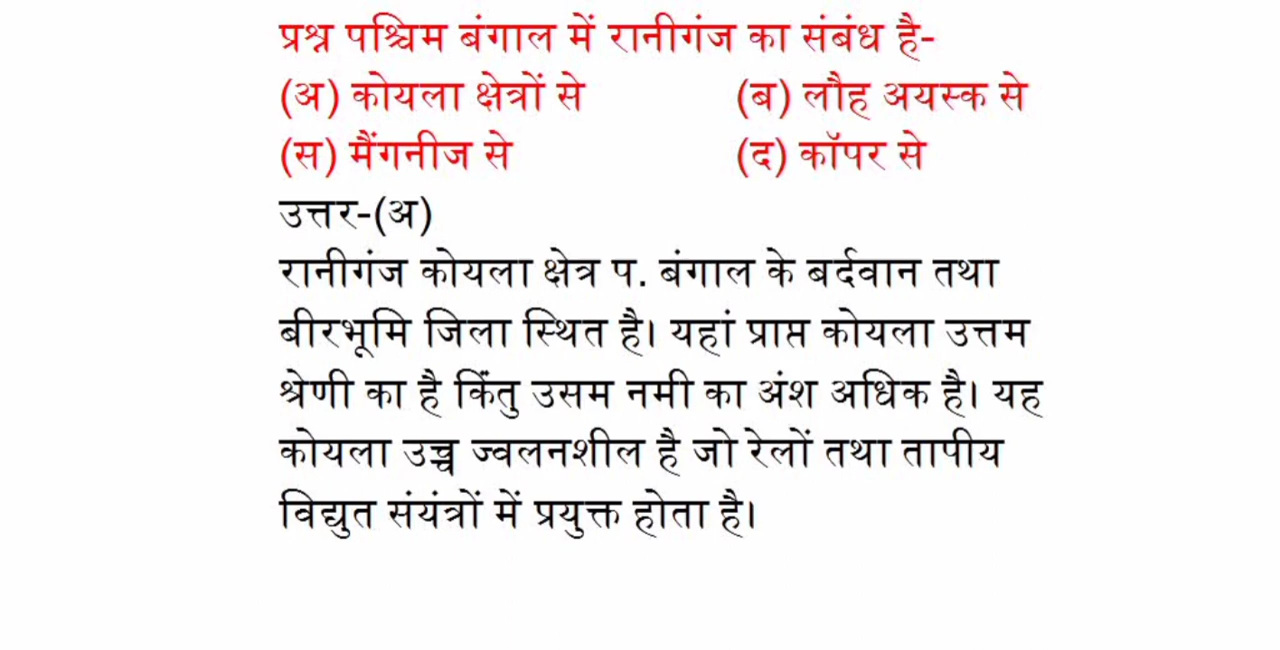 प्रश्न पश्चिम बंगाल में रानीगंज का संबंध है-
(अ) कोयला क्षेत्रों से (ब) लौह अयस्क से
(स) मैंगनीज से (द) कॉपर से
उत्तर-(अ)
रानीगंज कोयला क्षेत्र प. बंगाल के बर्दवान तथा
बीरभूमि जिला स्थित है। यहां प्राप्त कोयला उत्तम
श्रेणी का है किंतु उसम नमी का अंश अधिक है। यह
कोयला उच्च ज्वलनशील है जो रेलों तथा तापीय
विद्युत संयंत्रों में प्रयुक्त होता है।